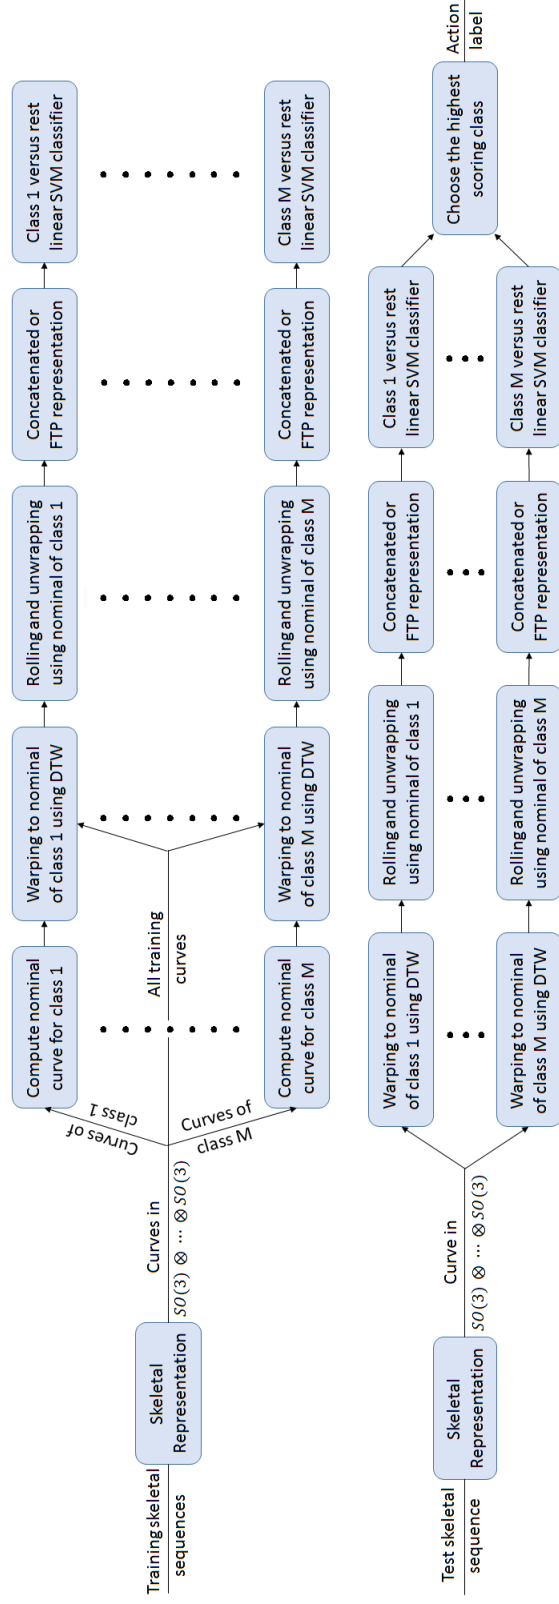 Training skeletal
sequences
Skeletal
Representation
Curves in
SO(3) ⊗ ... ⊗ SO(3)
Curves of
class 1
Curves of
class M
Compute nominal
curve for class 1
Compute nominal
curve for class M
All training
curves
Warping to nominal
of class 1 using DTW
Warping to nominal
of class M using DTW
Rolling and unwrapping
using nominal of class 1
Rolling and unwrapping
using nominal of class M
Concatenated or
FTP representation
Concatenated or
FTP representation
Class 1 versus rest
linear SVM classifier
Class M versus rest
linear SVM classifier
Test skeletal
sequence
Skeletal
Representation
Curve in
SO(3) ⊗ ... ⊗ SO(3)
Warping to nominal
of class 1 using DTW
Warping to nominal
of class M using DTW
Rolling and unwrapping
using nominal of class 1
Rolling and unwrapping
using nominal of class M
Concatenated or
FTP representation
Concatenated or
FTP representation
Class 1 versus rest
linear SVM classifier
Class M versus rest
linear SVM classifier
Choose the highest
scoring class
Action
label